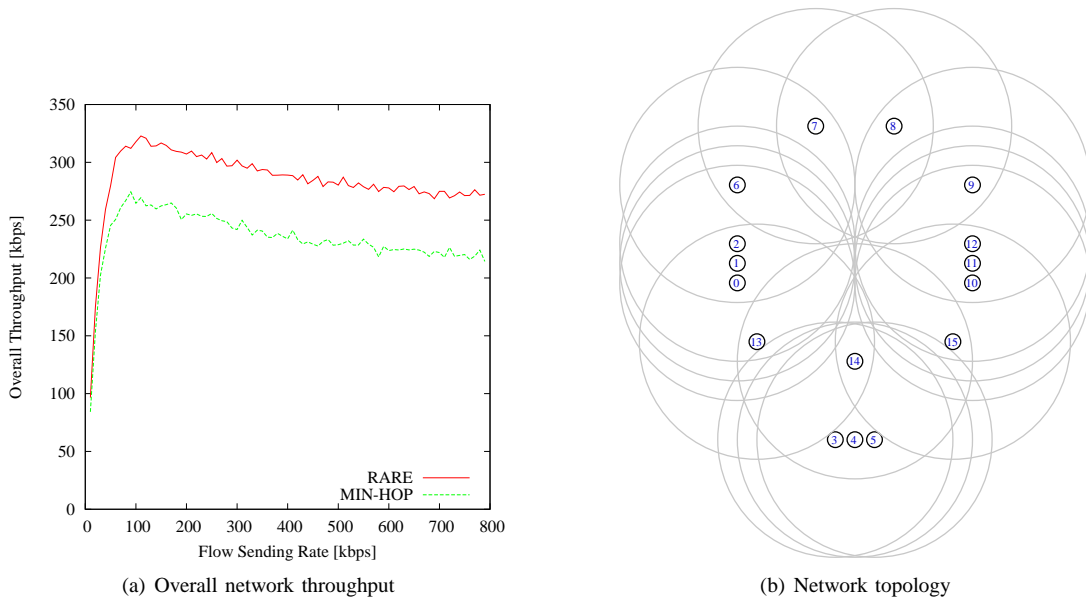 350
300
250
200
150
100
50
0
0 100 200 300 400 500 600 700 800
Overall Throughput [kbps]
Flow Sending Rate [kbps]
RARE
MIN-HOP
(a) Overall network throughput
7 8
6 9
2 12
1 11
0 10
13 15
14
3 4 5
(b) Network topology